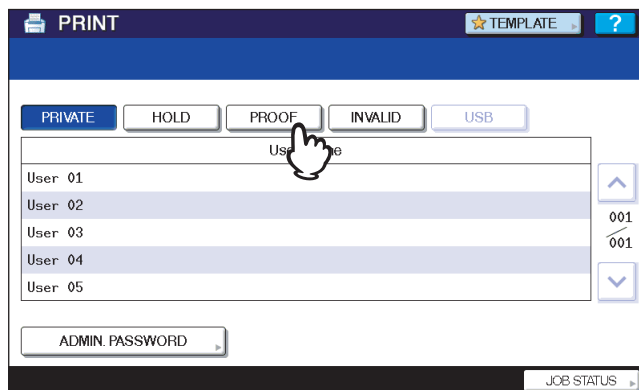 PRINT
TEMPLATE
?
PRIVATE HOLD PROOF INVALID USB
User 01
User 02
User 03
User 04
User 05
001
001
ADMIN. PASSWORD
JOB STATUS